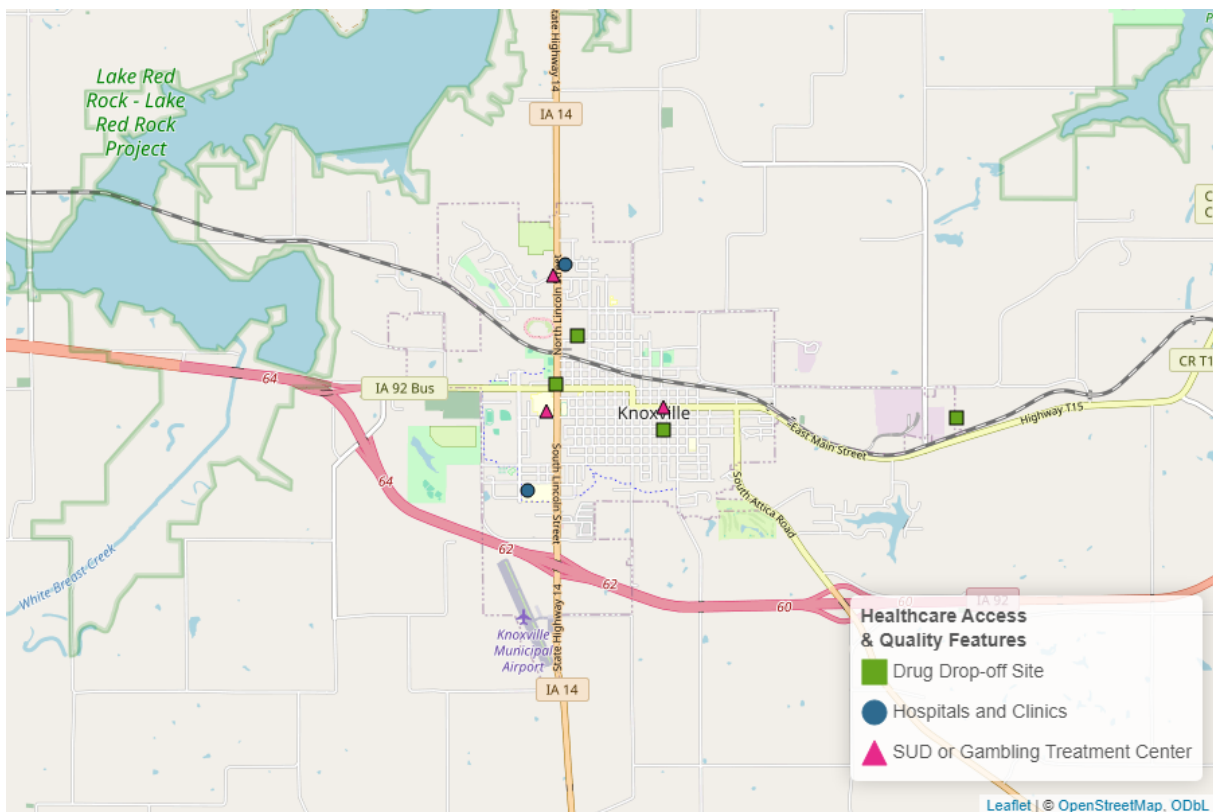 State Highway 14
Lake Red
Rock - Lake
Red Rock
Project
IA 14
North Lincoln
64
IA 92 Bus
CR T1
Knoxville
Highway T15
East Main Street
64
South Lincoln Street
South Attica Road
White Breast Creek
62
62
60
60
IA 92
Knoxville
Municipal
Airport
State Highway 14
IA 14
Healthcare Access
& Quality Features
Drug Drop-off Site
Hospitals and Clinics
SUD or Gambling Treatment Center
Leaflet | © OpenStreetMap, ODbL